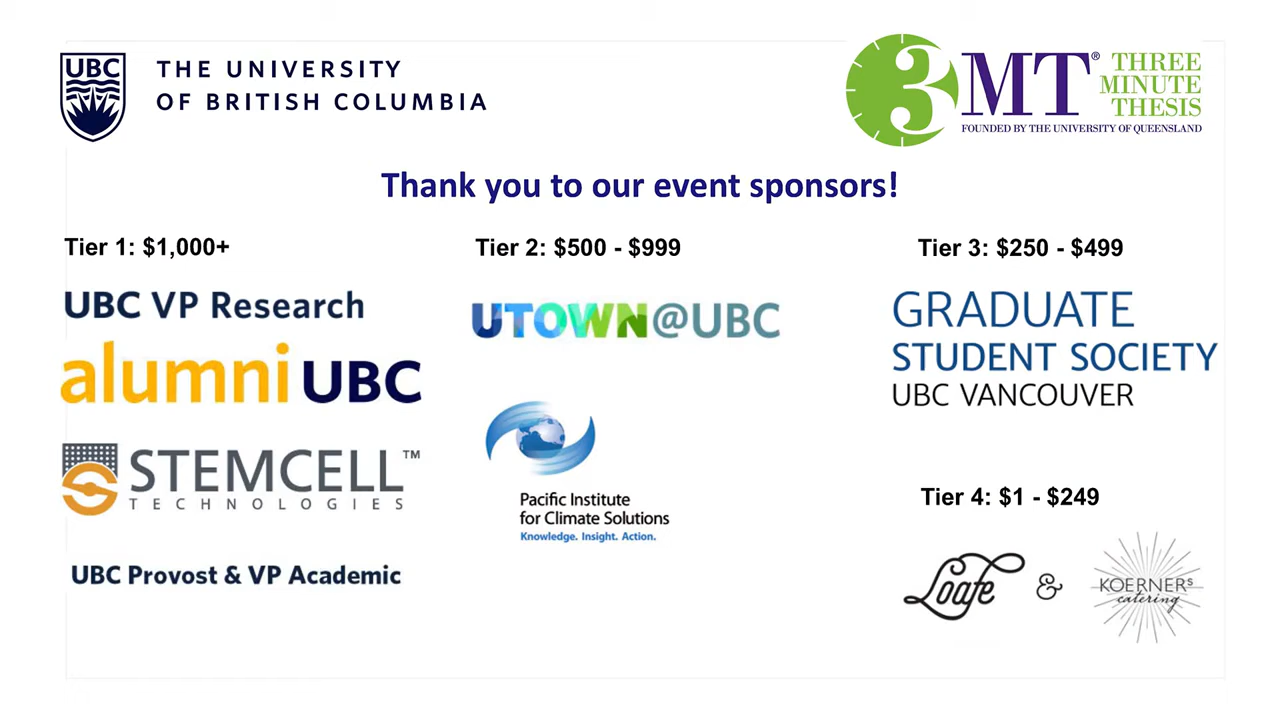 UBC
THE UNIVERSITY
OF BRITISH COLUMBIA
3MT® THREE
MINUTE
THESIS
FOUNDED BY THE UNIVERSITY OF QUEENSLAND
Thank you to our event sponsors!
Tier 1: $1,000+
UBC VP Research
alumni UBC
STEMCELL™
TECHNOLOGIES
UBC Provost & VP Academic
Tier 2: $500 - $999
UTOWN@UBC
Pacific Institute
for Climate Solutions
Knowledge. Insight. Action.
Tier 3: $250 - $499
GRADUATE
STUDENT SOCIETY
UBC VANCOUVER
Tier 4: $1 - $249
Loafe &
KOERNERS
catering